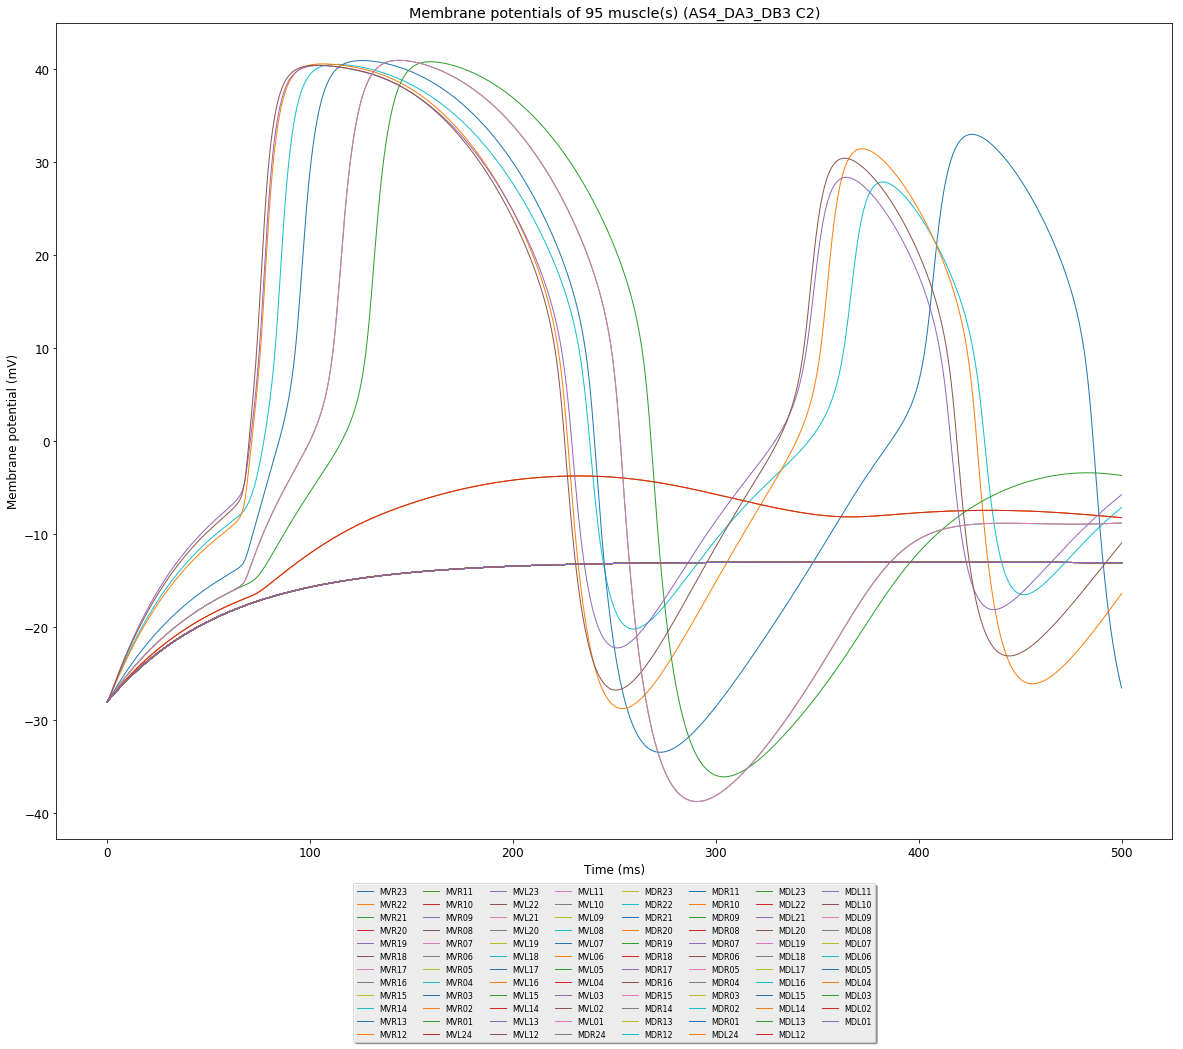 Membrane potentials of 95 muscle(s) (AS4_DA3_DB3 C2)
40
30
20
10
0
−10
−20
−30
−40
Membrane potential (mV)
0 100 200 300 400 500
Time (ms)
MVR23 MVR11 MVL23 MVL11 MDR23 MDR11 MDL23 MDL11
MVR22 MVR10 MVL22 MVL10 MDR22 MDR10 MDL22 MDL10
MVR21 MVR09 MVL21 MVL09 MDR21 MDR09 MDL21 MDL09
MVR20 MVR08 MVL20 MVL08 MDR20 MDR08 MDL20 MDL08
MVR19 MVR07 MVL19 MVL07 MDR19 MDR07 MDL19 MDL07
MVR18 MVR06 MVL18 MVL06 MDR18 MDR06 MDL18 MDL06
MVR17 MVR05 MVL17 MVL05 MDR17 MDR05 MDL17 MDL05
MVR16 MVR04 MVL16 MVL04 MDR16 MDR04 MDL16 MDL04
MVR15 MVR03 MVL15 MVL03 MDR15 MDR03 MDL15 MDL03
MVR14 MVR02 MVL14 MVL02 MDR14 MDR02 MDL14 MDL02
MVR13 MVR01 MVL13 MVL01 MDR13 MDR01 MDL13 MDL01
MVR12 MVL24 MVL12 MDR24 MDR12 MDL24 MDL12